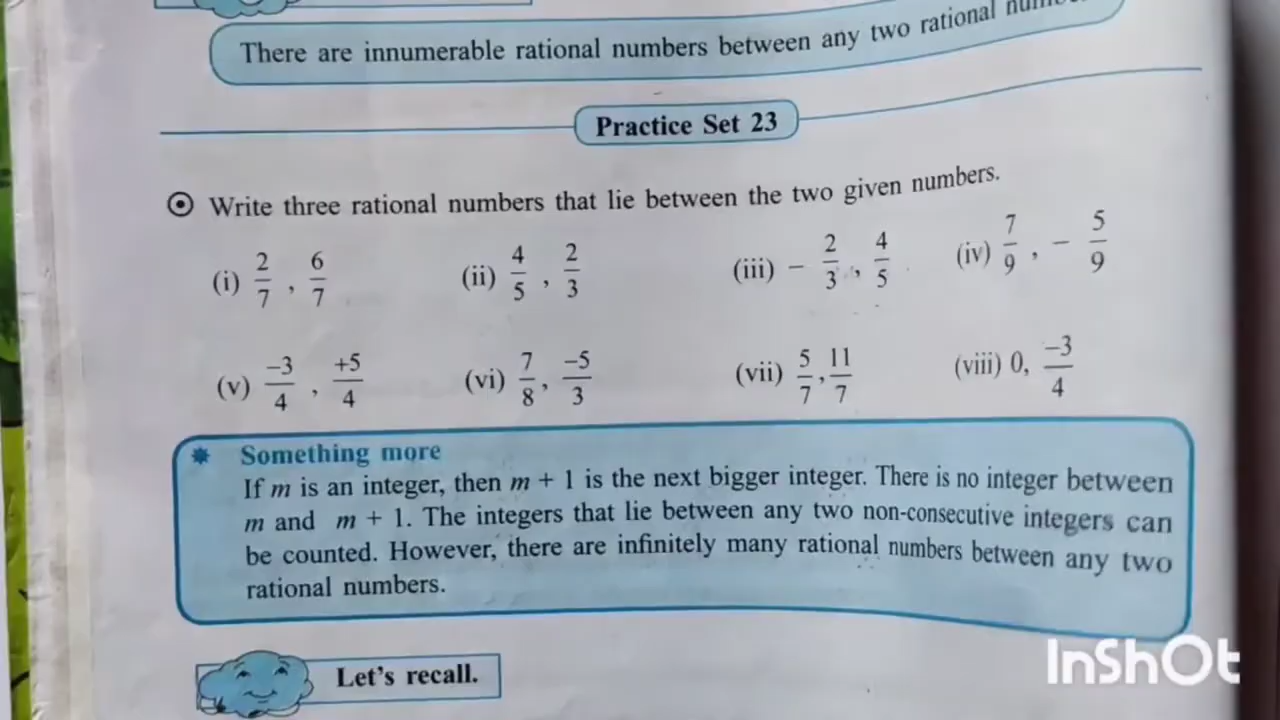 There are innumerable rational numbers between any two rational
Practice Set 23
Write three rational numbers that lie between the two given numbers.
(i) 2/7 , 6/7 (ii) 4/5 , 2/3 (iii) - 2/3 , 4/5 (iv) 7/9 , - 5/9
(v) -3/4 , +5/4 (vi) 7/8 , -5/3 (vii) 5/7 , 11/7 (viii) 0, -3/4
Something more
If m is an integer, then m + 1 is the next bigger integer. There is no integer between
m and m + 1. The integers that lie between any two non-consecutive integers can
be counted. However, there are infinitely many rational numbers between any two
rational numbers.
Let's recall.
InShOt